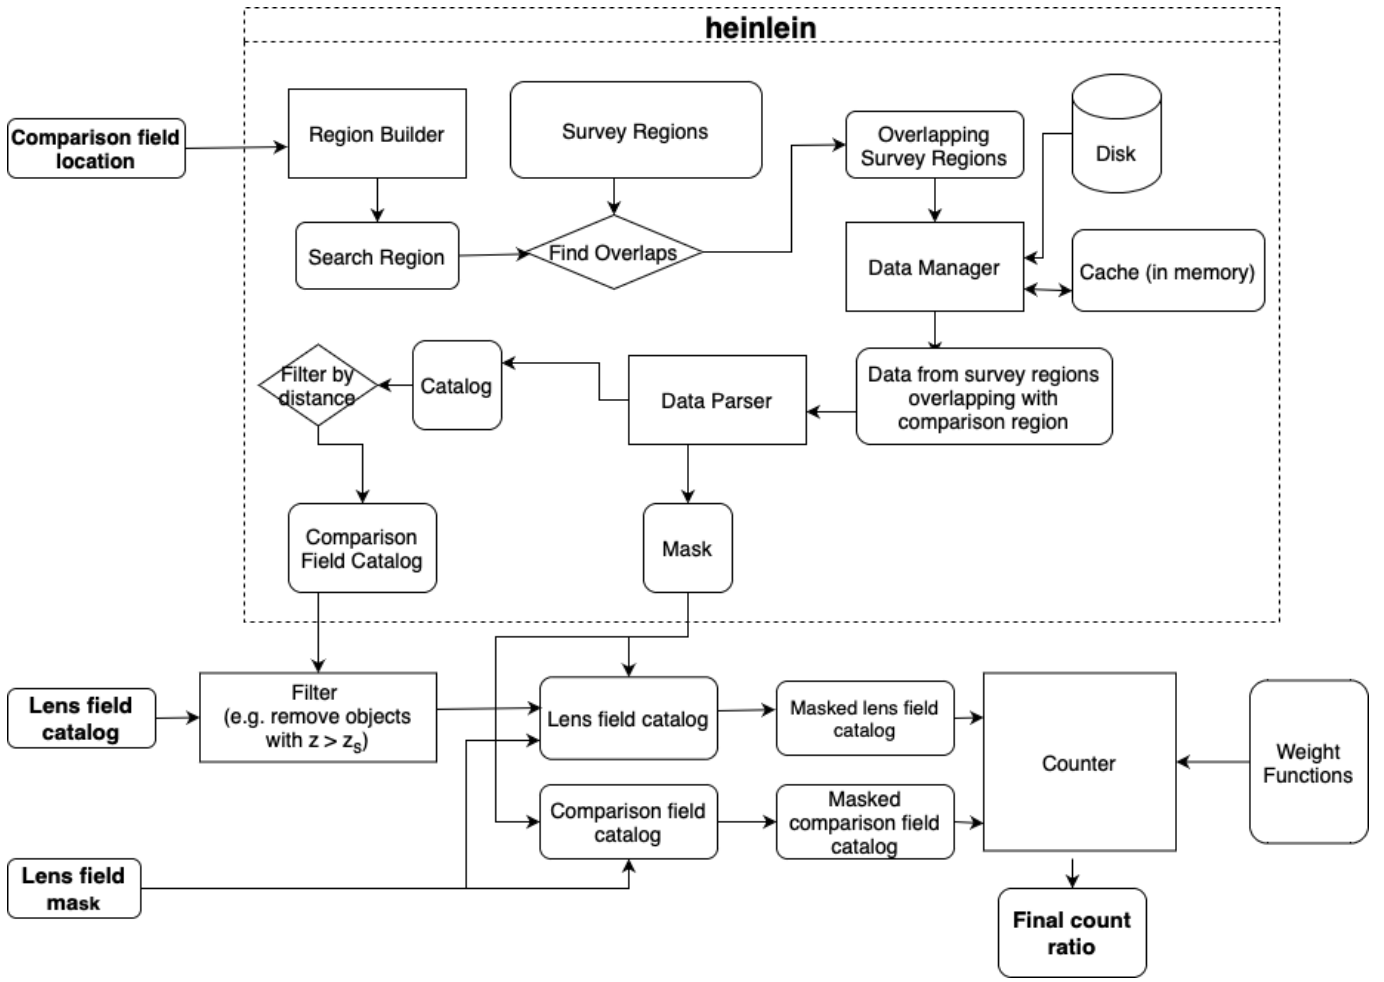 heinlein
Comparison field
location
Region Builder
Survey Regions
Overlapping
Survey Regions
Disk
Search Region
Find Overlaps
Data Manager
Cache (in memory)
Filter by
distance
Catalog
Data Parser
Data from survey regions
overlapping with
comparison region
Comparison
Field Catalog
Mask
Lens field
catalog
Filter
(e.g. remove objects
with z > zs)
Lens field catalog
Masked lens field
catalog
Counter
Weight
Functions
Comparison field
catalog
Masked
comparison field
catalog
Lens field
mask
Final count
ratio